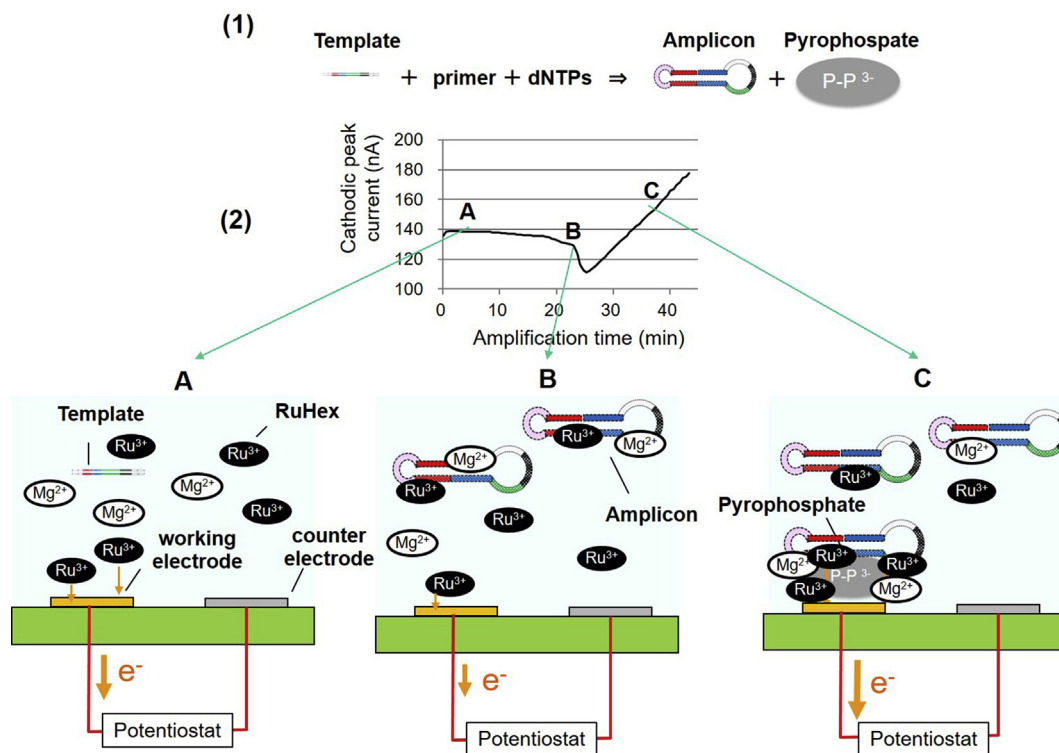 (1)
Template
Amplicon
Pyrophospate
+ primer + dNTPs ⇒
+
P-P 3-
(2)
Cathodic peak
current (nA)
200
180
160
140
120
100
A
B
C
0
10
20
30
40
Amplification time (min)
A
Template
RuHex
Ru3+
Ru3+
Mg2+
Mg2+
Mg2+
Ru3+
Ru3+
Ru3+
working
electrode
counter
electrode
e-
Potentiostat
B
Ru3+
Mg2+
Mg2+
Ru3+
Ru3+
Amplicon
Mg2+
Ru3+
Ru3+
e-
Potentiostat
C
Mg2+
Ru3+
Ru3+
Pyrophosphate
Mg2+
Ru3+
Ru3+
P-P 3-
Ru3+
Mg2+
e-
Potentiostat